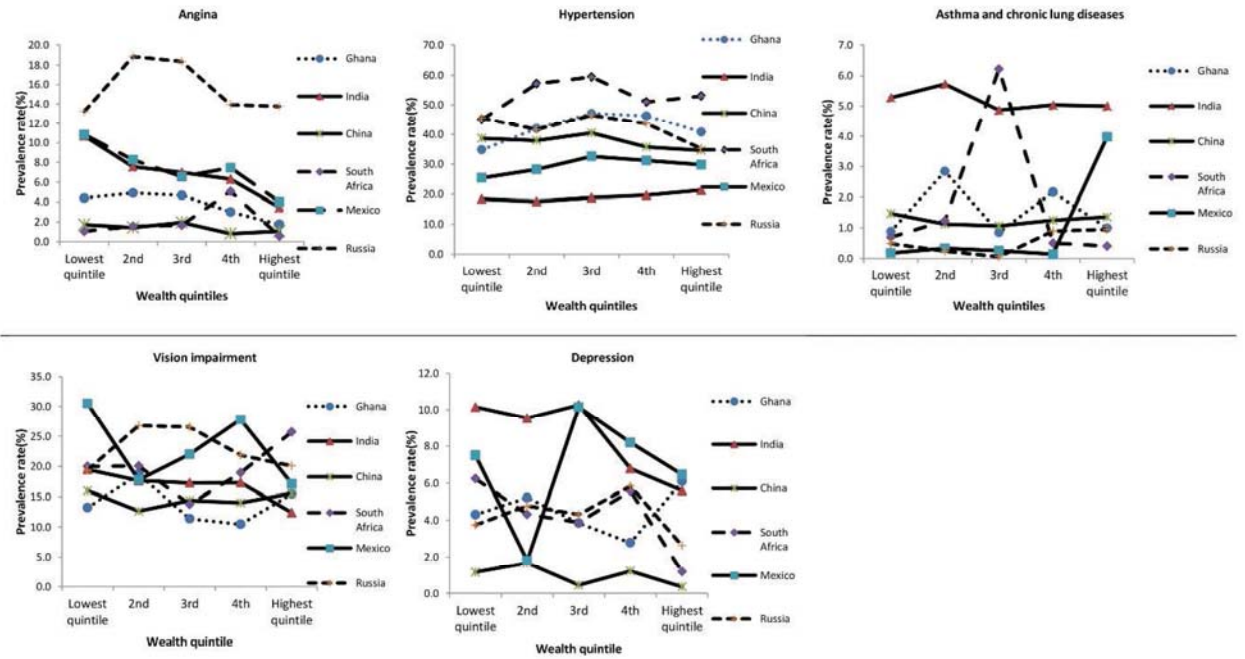 Angina
Prevalence rate(%)
20.0
18.0
16.0
14.0
12.0
10.0
8.0
6.0
4.0
2.0
0.0
Lowest quintile
2nd
3rd
4th
Highest quintile
Wealth quintiles
Ghana
India
China
South Africa
Mexico
Russia
Hypertension
Prevalence rate(%)
70.0
60.0
50.0
40.0
30.0
20.0
10.0
0.0
Lowest quintile
2nd
3rd
4th
Highest quintile
Wealth quintiles
Ghana
India
China
South Africa
Mexico
Russia
Asthma and chronic lung diseases
Prevalence rate(%)
7.0
6.0
5.0
4.0
3.0
2.0
1.0
0.0
Lowest quintile
2nd
3rd
4th
Highest quintile
Wealth quintiles
Ghana
India
China
South Africa
Mexico
Russia
Vision impairment
Prevalence rate(%)
35.0
30.0
25.0
20.0
15.0
10.0
5.0
0.0
Lowest quintile
2nd
3rd
4th
Highest quintile
Wealth quintile
Ghana
India
China
South Africa
Mexico
Russia
Depression
Prevalence rate(%)
12.0
10.0
8.0
6.0
4.0
2.0
0.0
Lowest quintile
2nd
3rd
4th
Highest quintile
Wealth quintile
Ghana
India
China
South Africa
Mexico
Russia